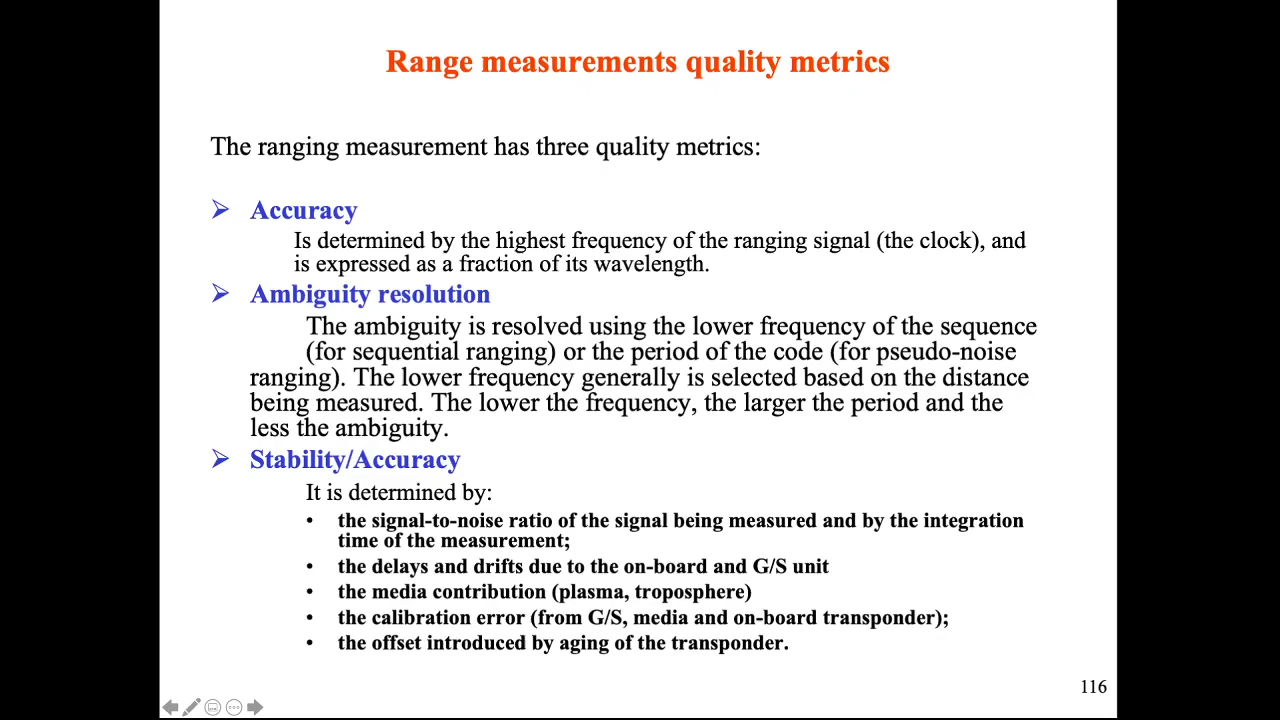 Range measurements quality metrics
The ranging measurement has three quality metrics:
➢ Accuracy
Is determined by the highest frequency of the ranging signal (the clock), and
is expressed as a fraction of its wavelength.
➢ Ambiguity resolution
The ambiguity is resolved using the lower frequency of the sequence
(for sequential ranging) or the period of the code (for pseudo-noise
ranging). The lower frequency generally is selected based on the distance
being measured. The lower the frequency, the larger the period and the
less the ambiguity.
➢ Stability/Accuracy
It is determined by:
• the signal-to-noise ratio of the signal being measured and by the integration
time of the measurement;
• the delays and drifts due to the on-board and G/S unit
• the media contribution (plasma, troposphere)
• the calibration error (from G/S, media and on-board transponder);
• the offset introduced by aging of the transponder.
116